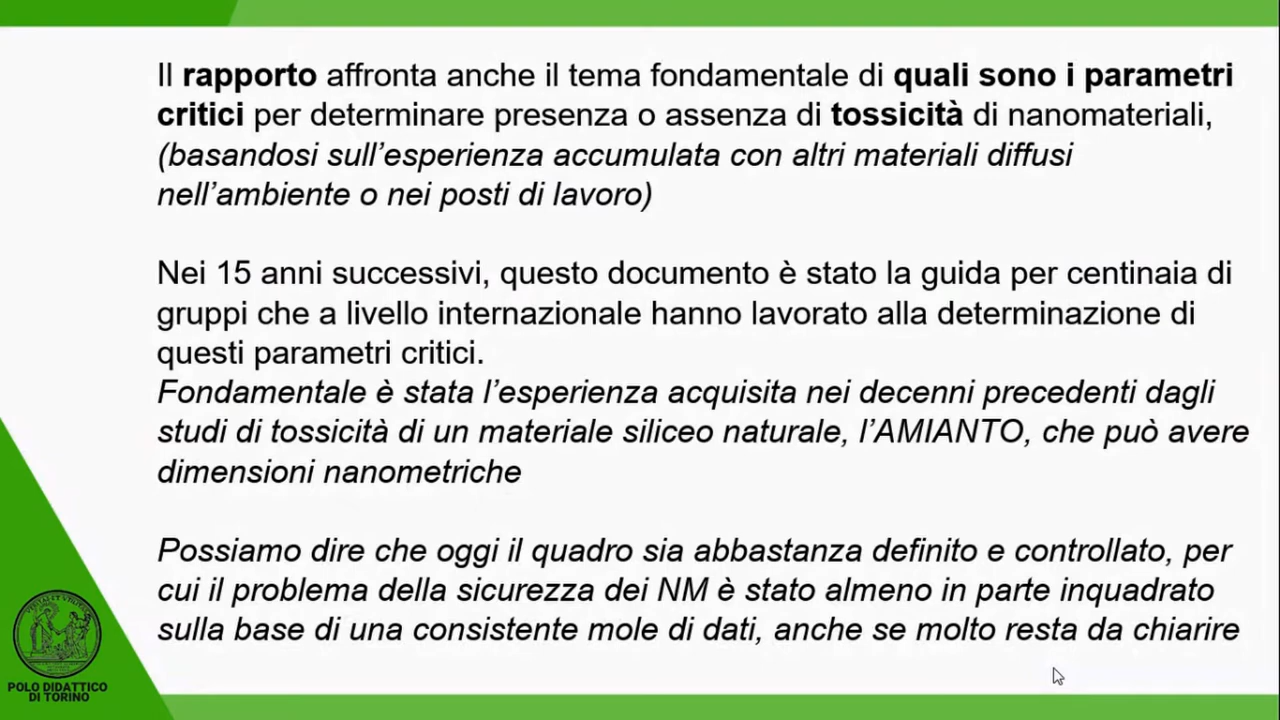 Il rapporto affronta anche il tema fondamentale di quali sono i parametri
critici per determinare presenza o assenza di tossicità di nanomateriali,
(basandosi sull'esperienza accumulata con altri materiali diffusi
nell'ambiente o nei posti di lavoro)
Nei 15 anni successivi, questo documento è stato la guida per centinaia di
gruppi che a livello internazionale hanno lavorato alla determinazione di
questi parametri critici.
Fondamentale è stata l'esperienza acquisita nei decenni precedenti dagli
studi di tossicità di un materiale siliceo naturale, l'AMIANTO, che può avere
dimensioni nanometriche
Possiamo dire che oggi il quadro sia abbastanza definito e controllato, per
cui il problema della sicurezza dei NM è stato almeno in parte inquadrato
sulla base di una consistente mole di dati, anche se molto resta da chiarire
POLO DIDATTICO
DI TORINO